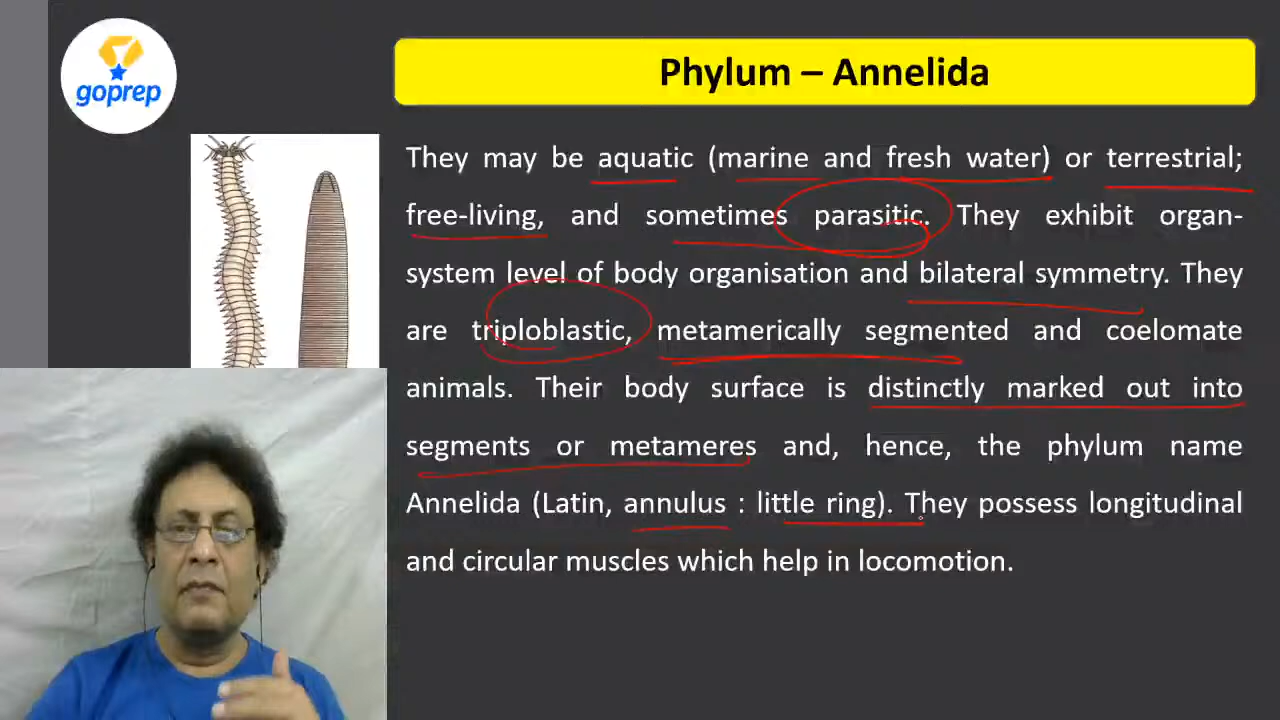 goprep
Phylum – Annelida
They may be aquatic (marine and fresh water) or terrestrial;
free-living, and sometimes parasitic. They exhibit organ-
system level of body organisation and bilateral symmetry. They
are triploblastic, metamerically segmented and coelomate
animals. Their body surface is distinctly marked out into
segments or metameres and, hence, the phylum name
Annelida (Latin, annulus : little ring). They possess longitudinal
and circular muscles which help in locomotion.